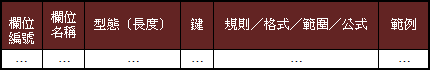 欄位編號 欄位名稱 型態〔長度〕 鍵 規則／格式／範圍／公式 範例
… … … … … …